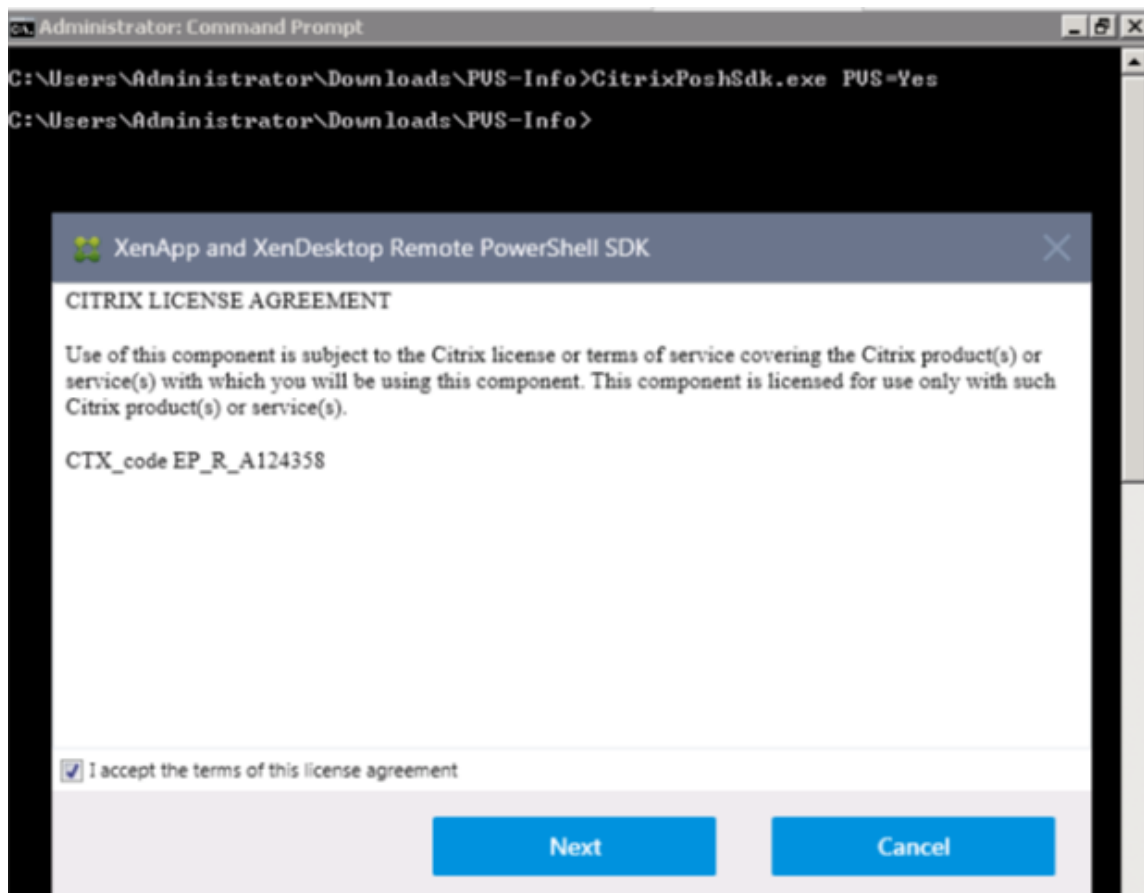 Administrator: Command Prompt
C:\Users\Administrator\Downloads\PVS-Info>CitrixPoshSdk.exe PVS=Yes
C:\Users\Administrator\Downloads\PVS-Info>
XenApp and XenDesktop Remote PowerShell SDK
CITRIX LICENSE AGREEMENT
Use of this component is subject to the Citrix license or terms of service covering the Citrix product(s) or
service(s) with which you will be using this component. This component is licensed for use only with such
Citrix product(s) or service(s).
CTX_code EP_R_A124358
I accept the terms of this license agreement
Next
Cancel